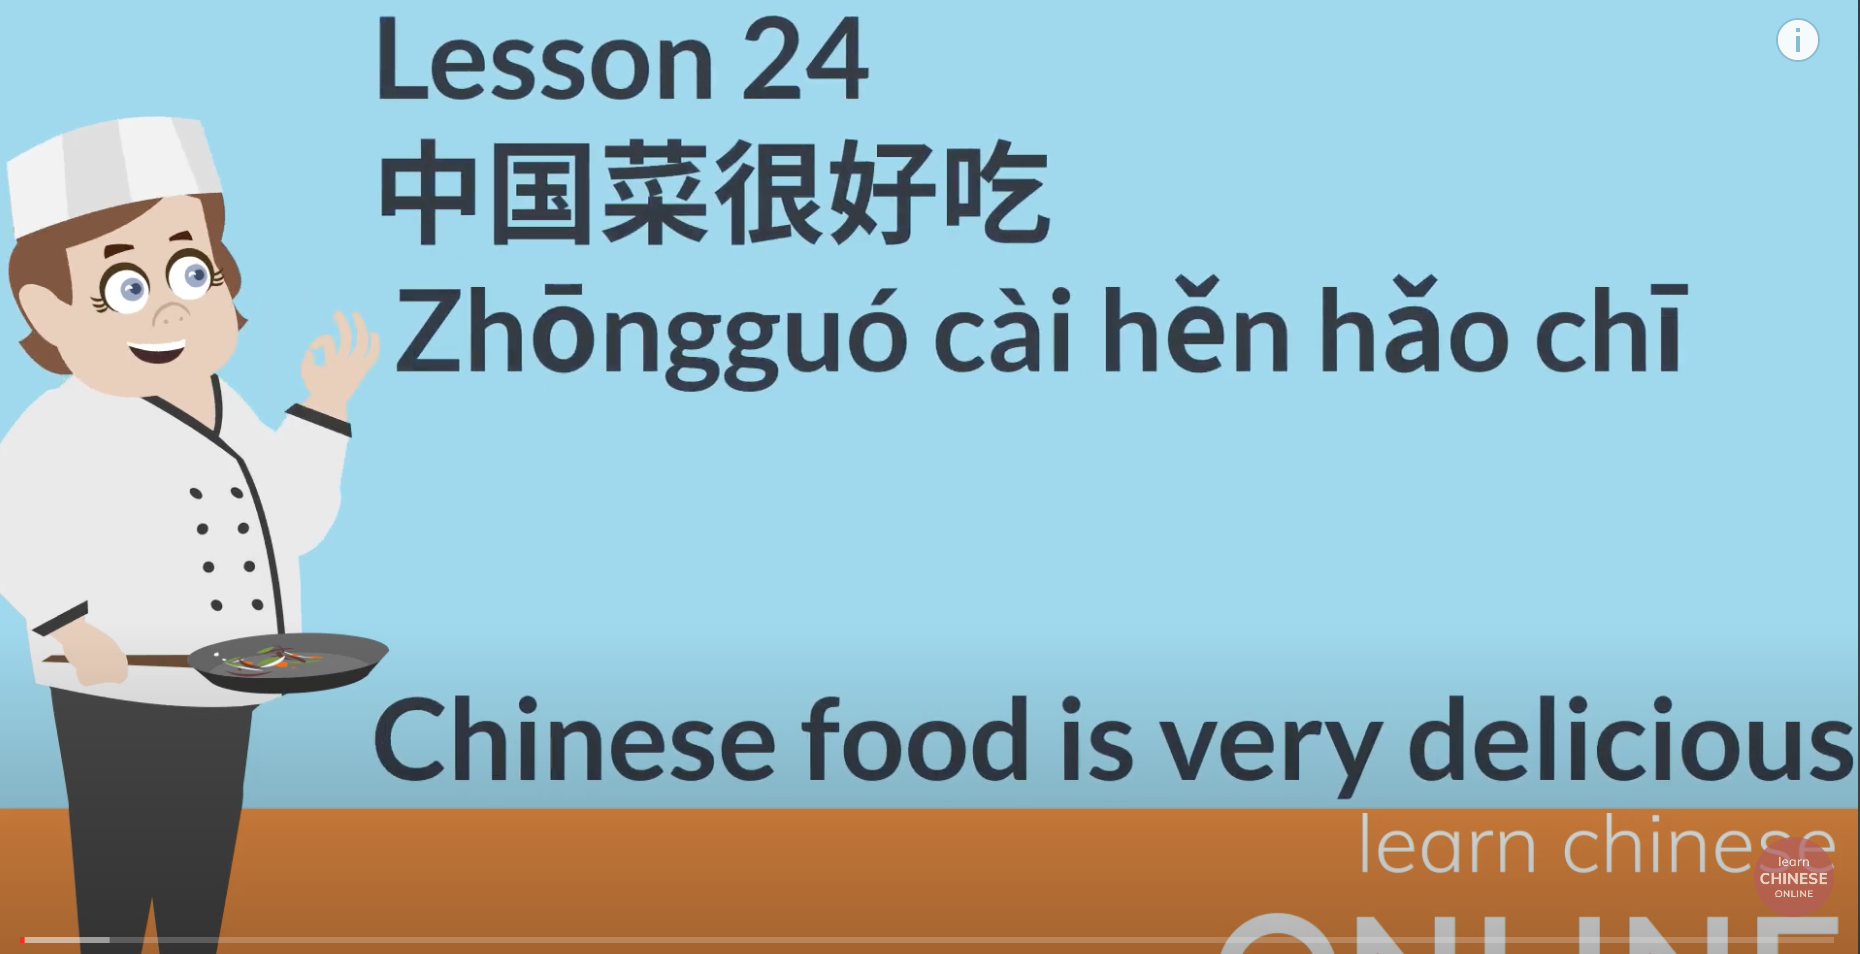 Lesson 24
中国菜很好吃
Zhōngguó cài hěn hǎo chī
Chinese food is very delicious
learn chinese
ONLINE
learn
CHINESE
ONLINE
i